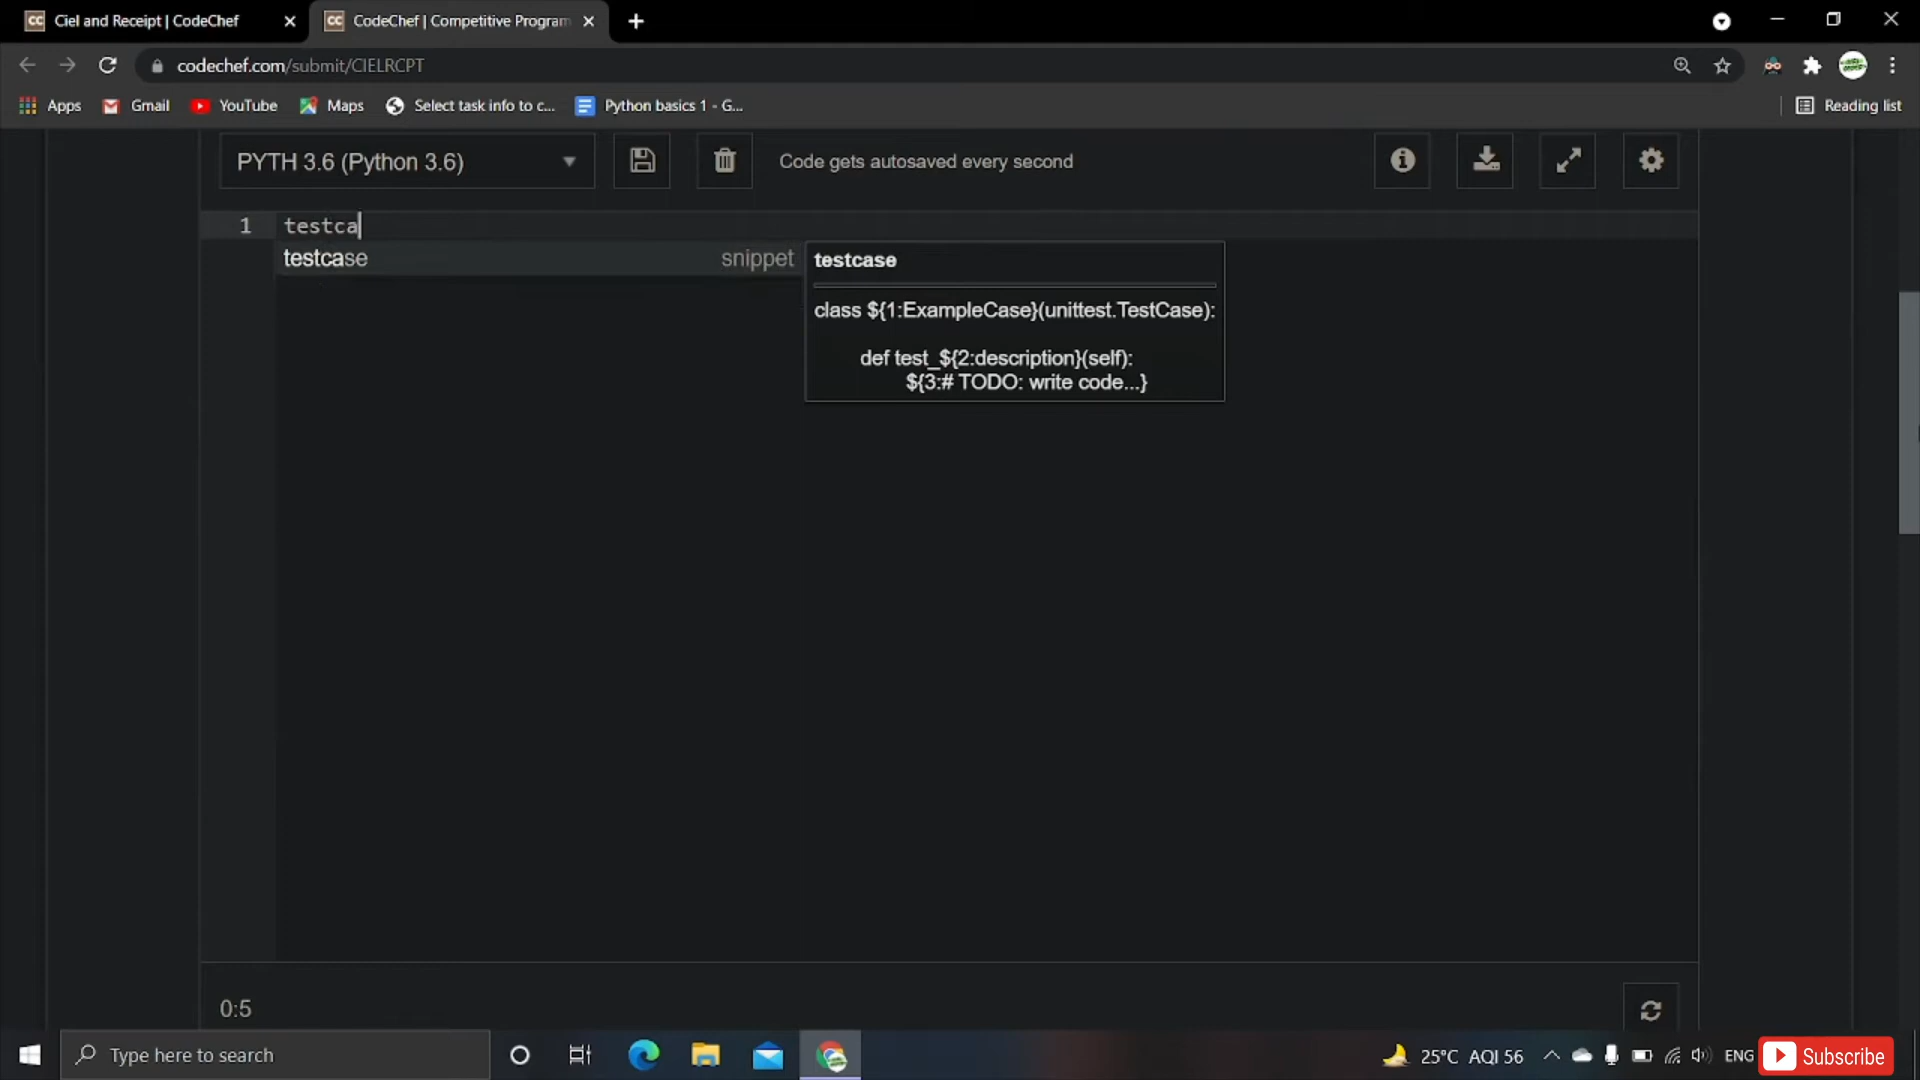 Ciel and Receipt | CodeChef
CodeChef | Competitive Program
codechef.com/submit/CIELRCPT
Apps
Gmail
YouTube
Maps
Select task info to c...
Python basics 1 - G...
Reading list
PYTH 3.6 (Python 3.6)
Code gets autosaved every second
1 testca
testcase snippet
testcase
class ${1:ExampleCase}(unittest.TestCase):
def test_${2:description}(self):
${3:# TODO: write code...}
0:5
Type here to search
25°C AQI 56
ENG
Subscribe